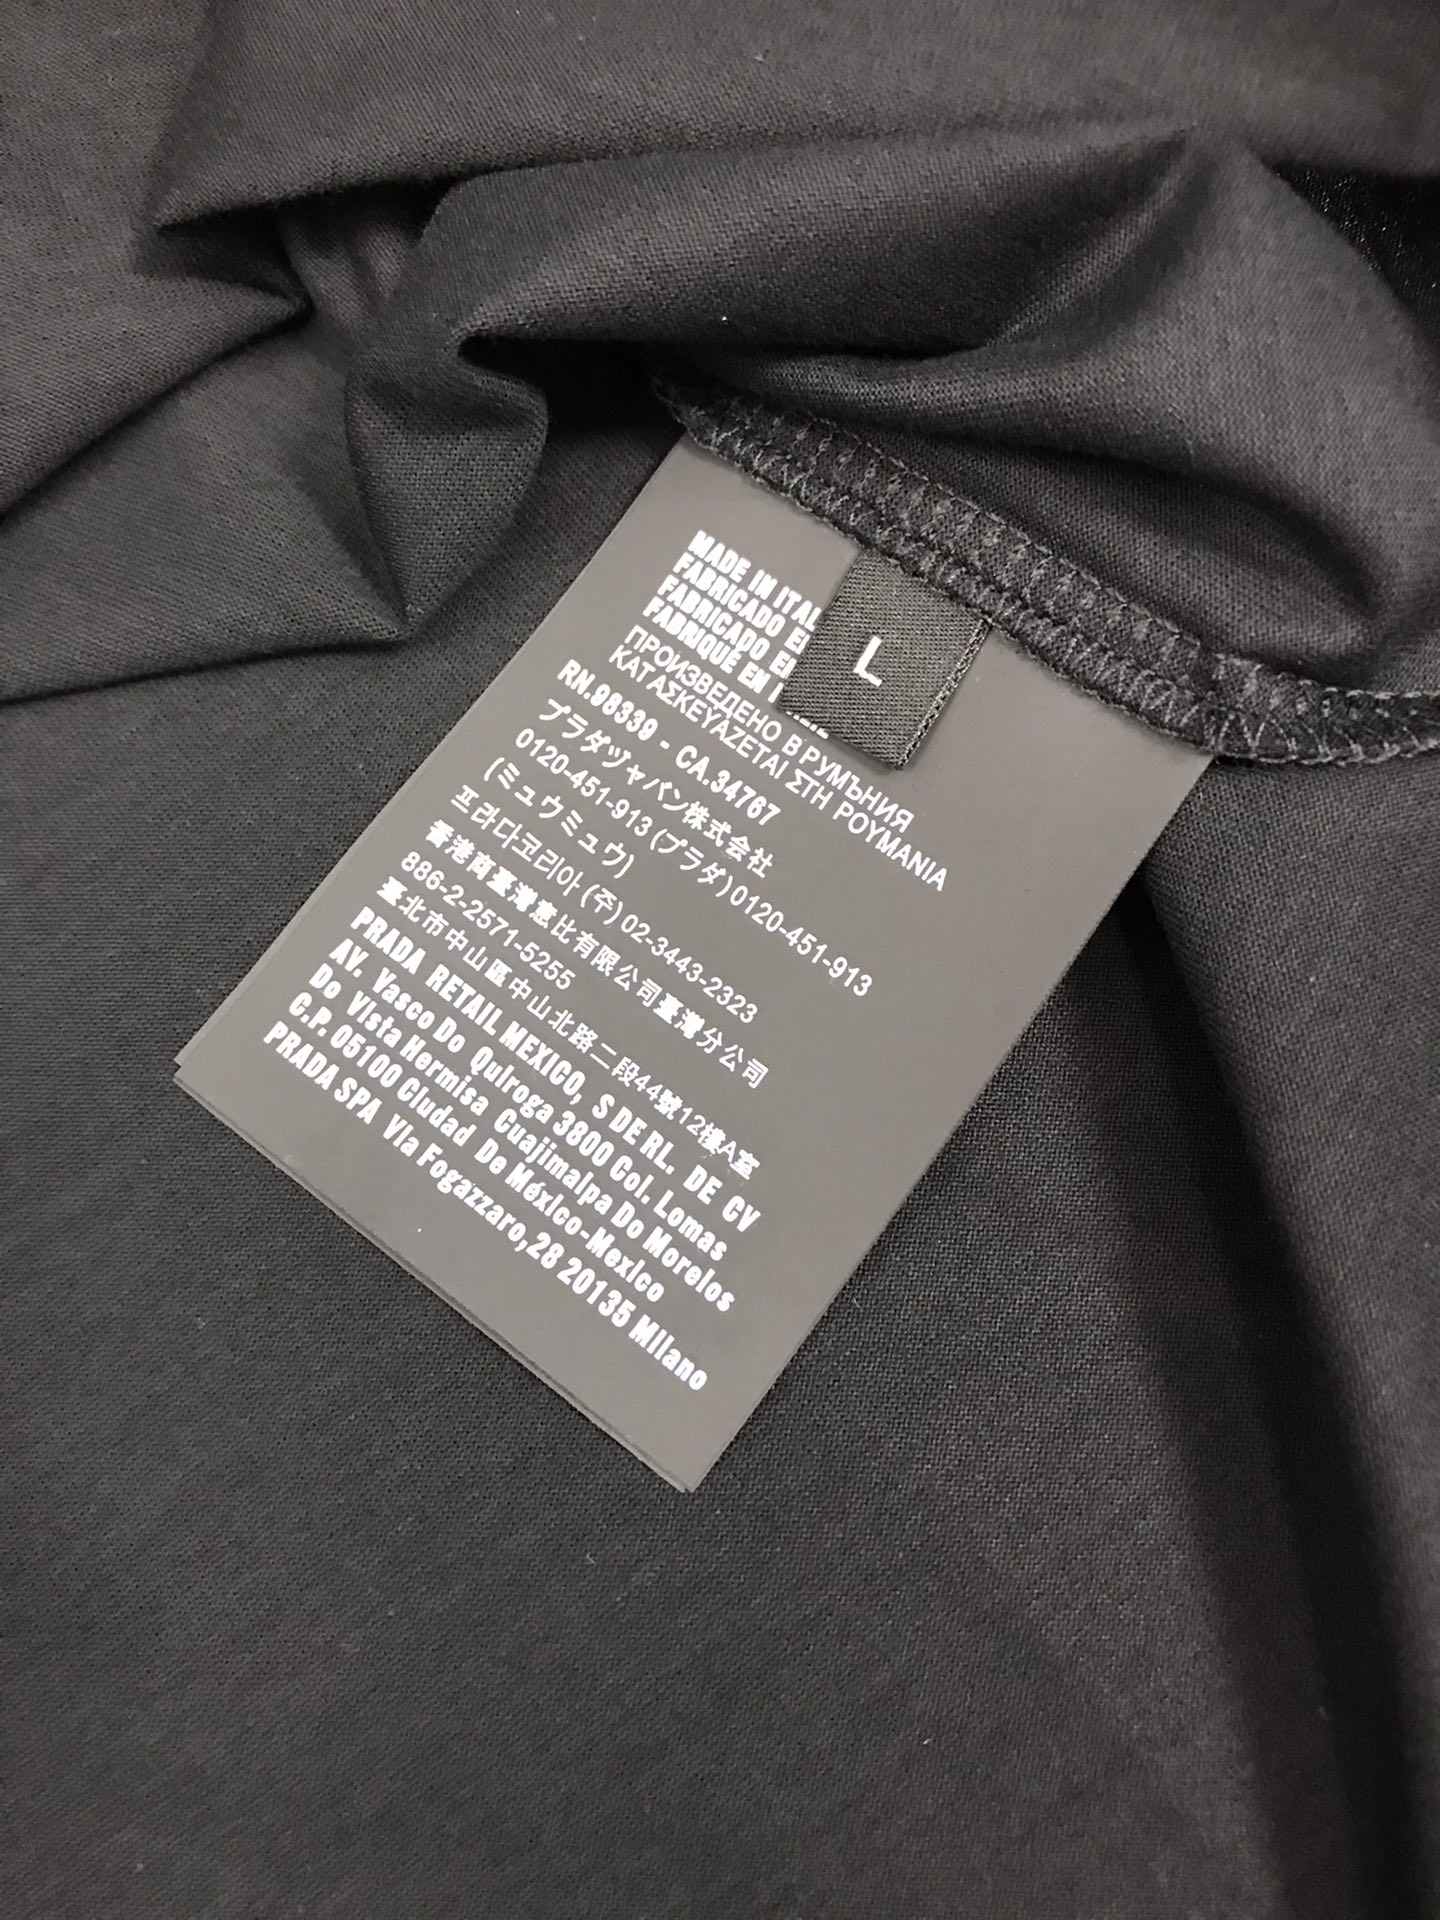 MADE IN ITAL
FABRICADO E
FABRICADO E
FABRIQUÉ EN
ПРОИЗВЕДЕНО В РУМЪНИЯ
ΚΑΤΑΣΚΕΥΑΖΕΤΑΙ ΣΤΗ ΡΟΥΜΑΝΙΑ
RN.98339 - CA.34767
プラダヅャパン株式会社
0120-451-913 (プラダ) 0120-451-913
(ミュウミュウ)
프라다코리아 (주) 02-3443-2323
香港商臺灣意比有限公司臺灣分公司
886-2-2571-5255
臺北市中山區中山北路二段44號12樓A室
PRADA RETAIL MEXICO, S DE RL. DE CV
AV. Vasco Do Quiroga 3800 Col. Lomas
Do Vista Hermisa Cuajimalpa Do Morelos
C.P. 05100 Ciudad De México-Mexico
PRADA SPA Via Fogazzaro,28 20135 Milano
L